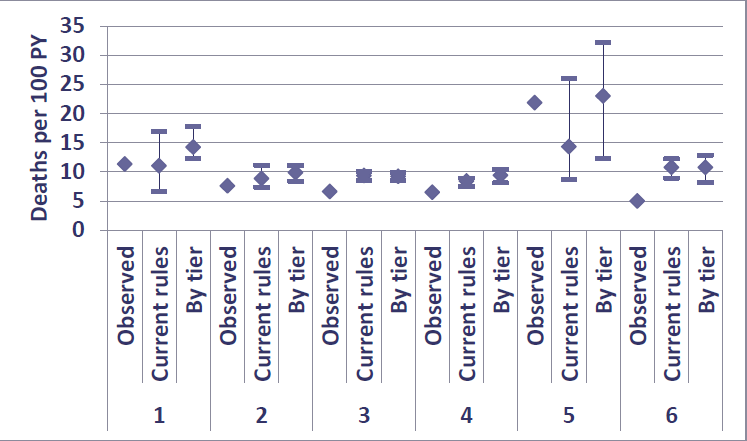 35
30
25
20
15
10
5
0
Deaths per 100 PY
Observed
Current rules
By tier
Observed
Current rules
By tier
Observed
Current rules
By tier
Observed
Current rules
By tier
Observed
Current rules
By tier
Observed
Current rules
By tier
1 2 3 4 5 6